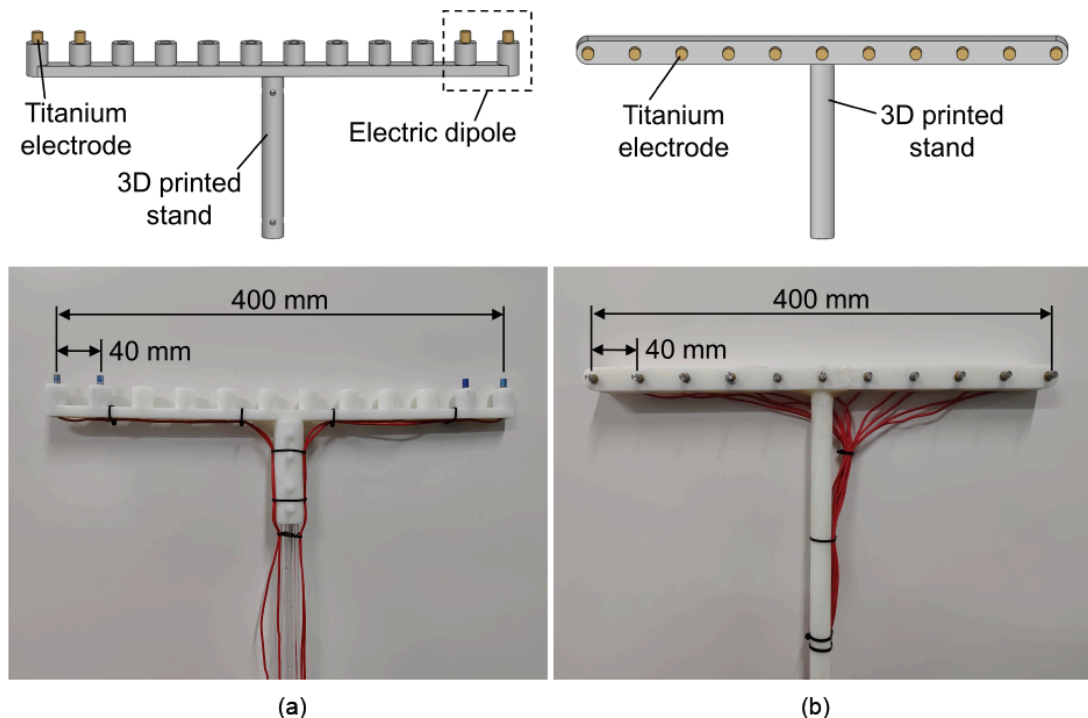 Titanium
electrode
3D printed
stand
Electric dipole
Titanium
electrode
3D printed
stand
400 mm
40 mm
400 mm
40 mm
(a)
(b)